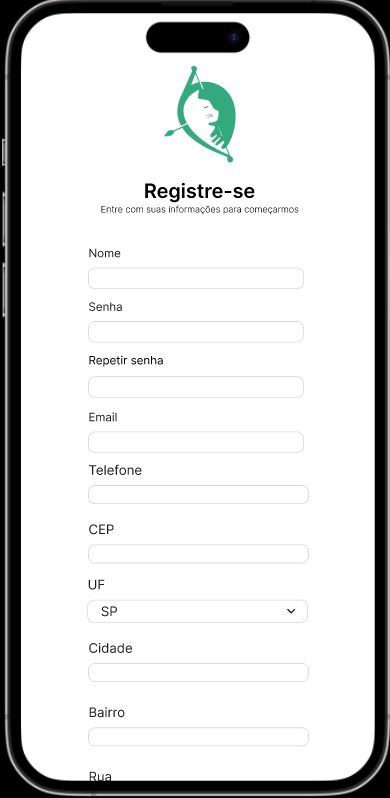 Registre-se
Entre com suas informações para começarmos
Nome
Senha
Repetir senha
Email
Telefone
CEP
UF
SP
Cidade
Bairro
Rua